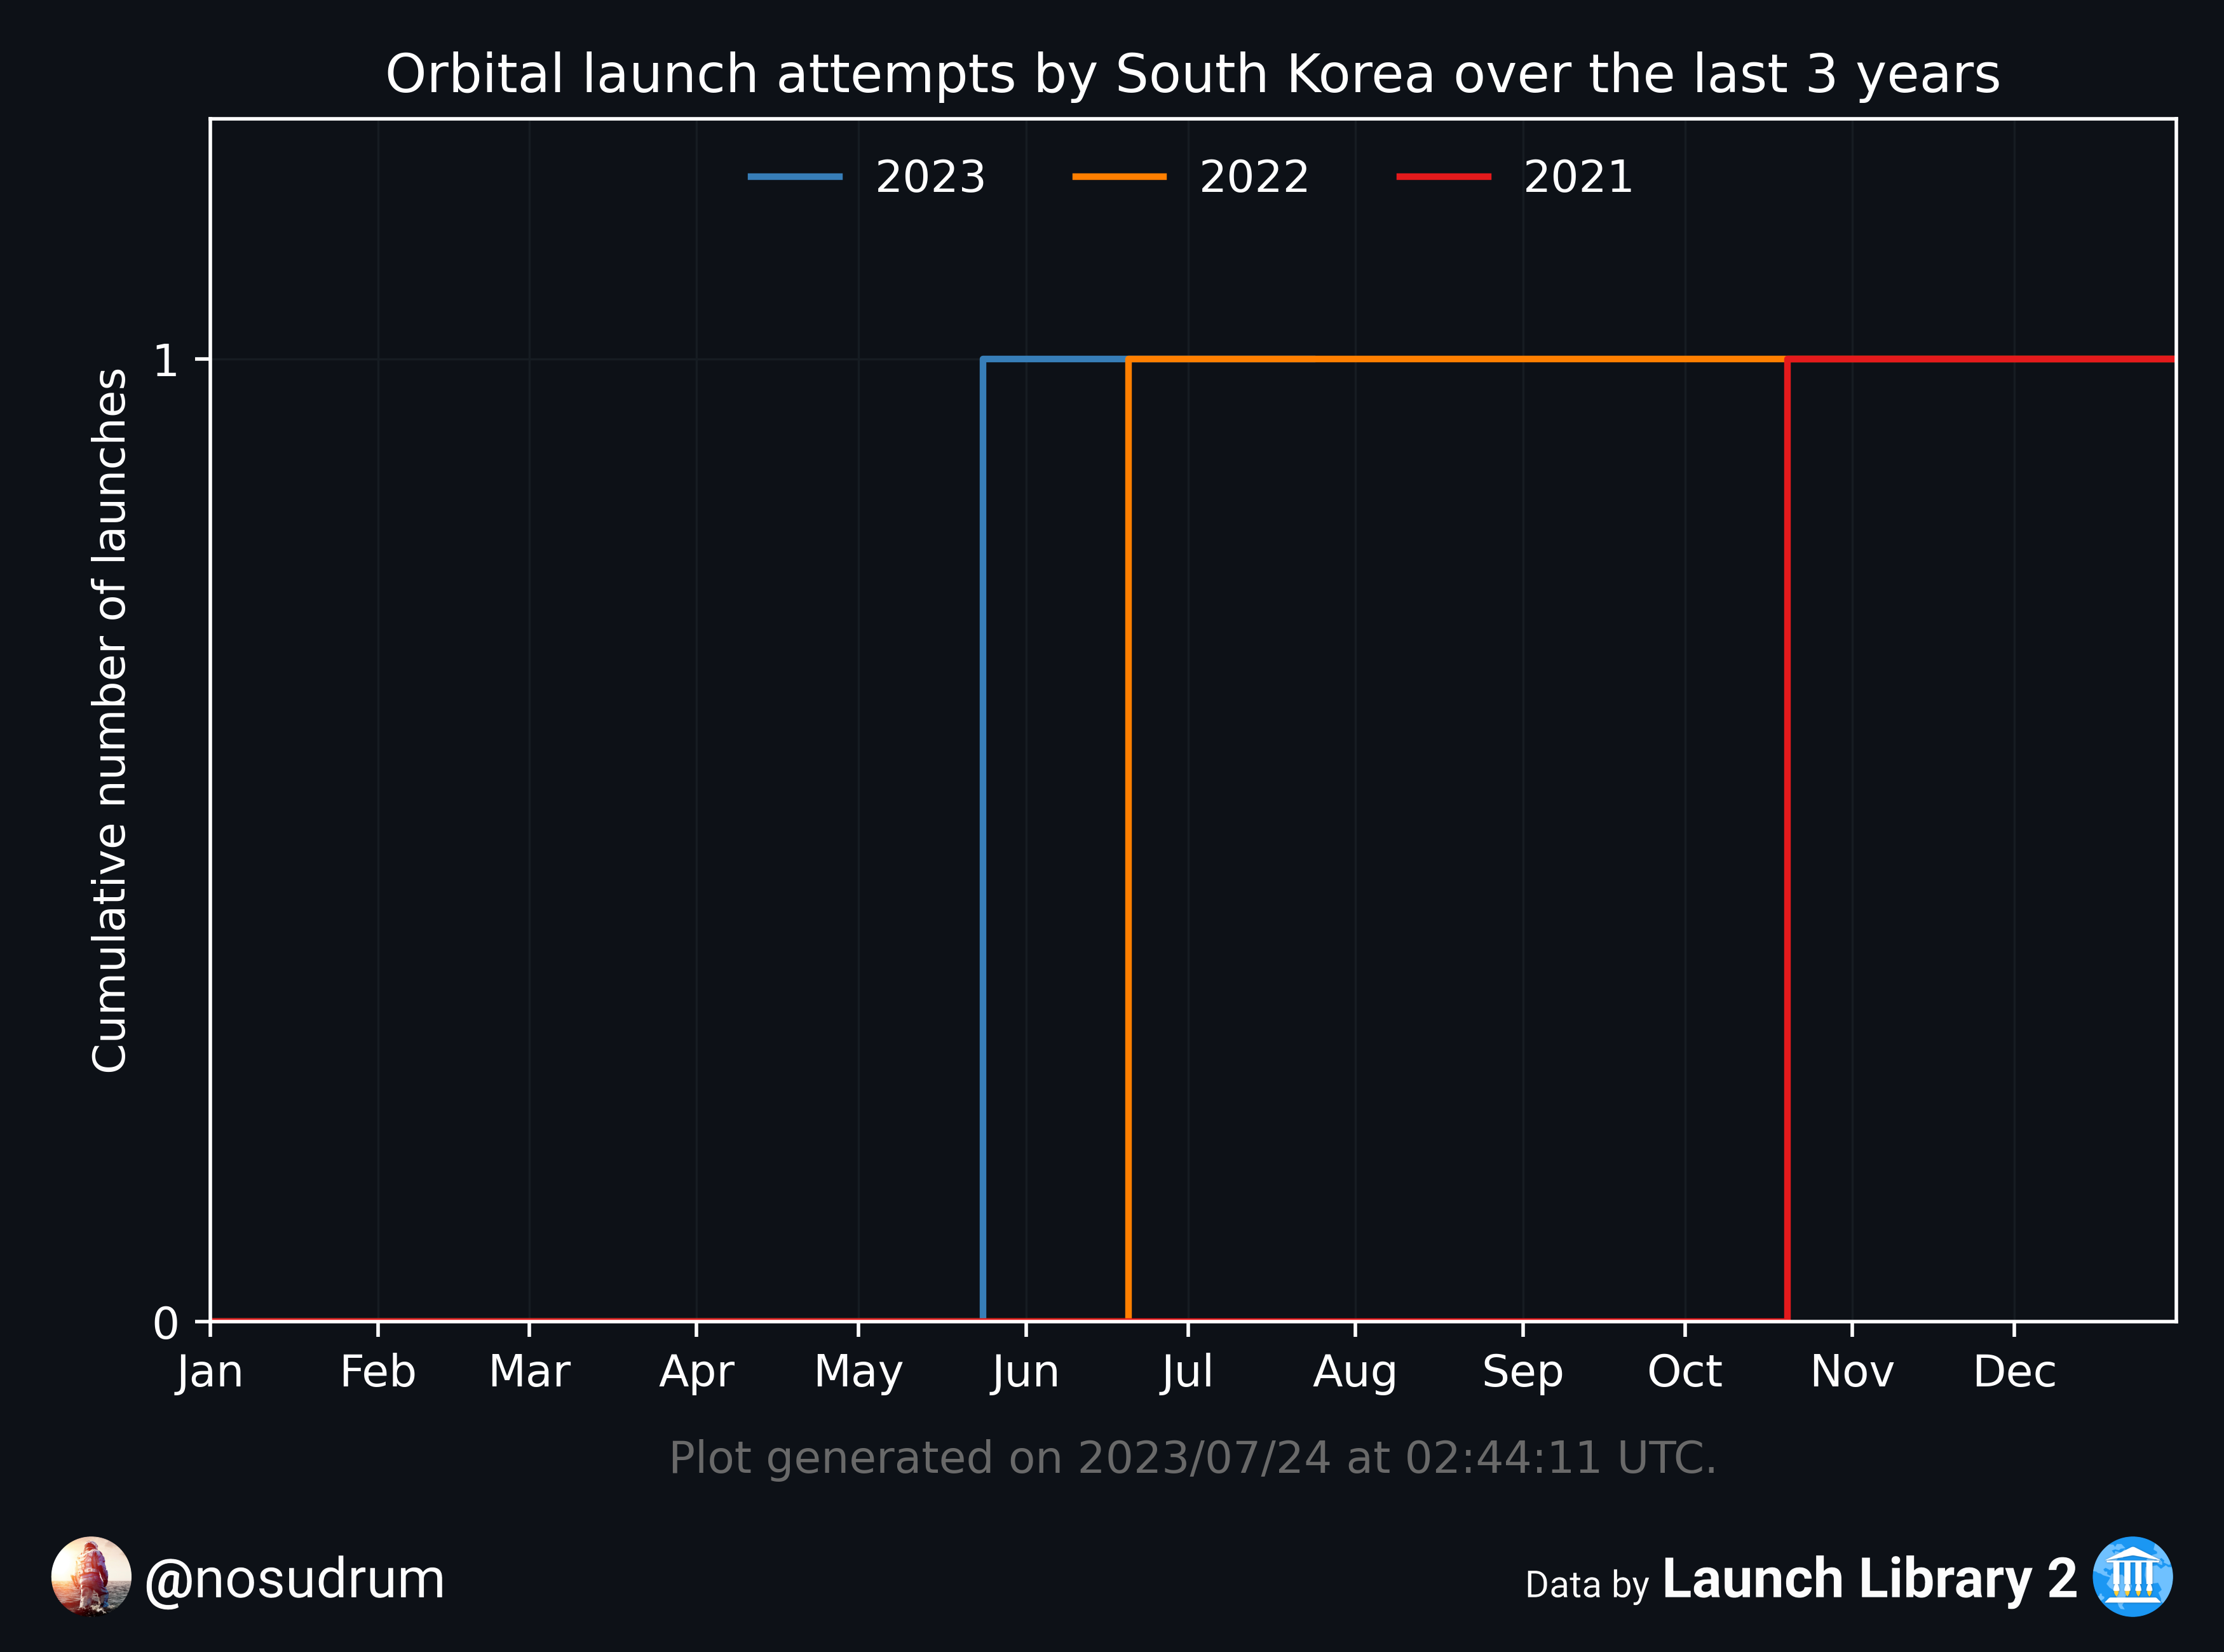 Orbital launch attempts by South Korea over the last 3 years
2023 2022 2021
Cumulative number of launches
1
0
Jan Feb Mar Apr May Jun Jul Aug Sep Oct Nov Dec
Plot generated on 2023/07/24 at 02:44:11 UTC.
@nosudrum
Data by Launch Library 2